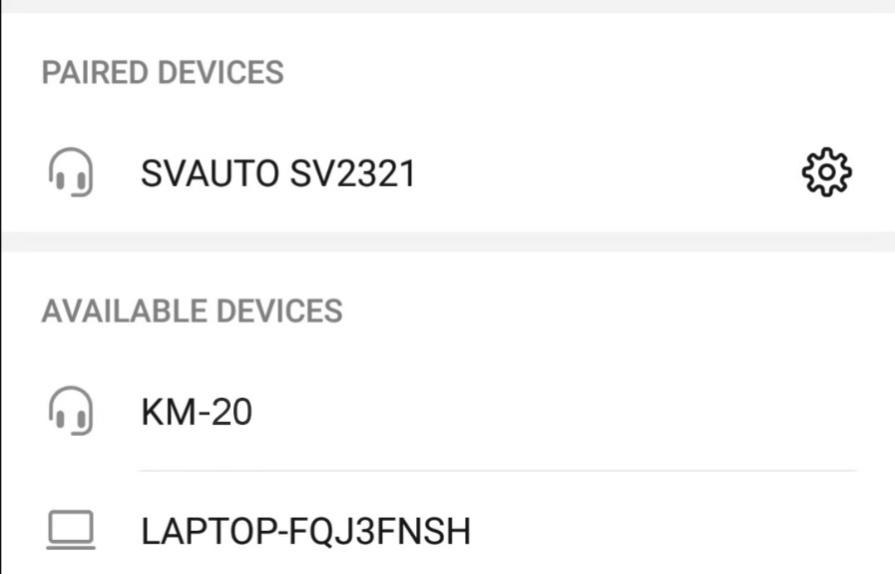 PAIRED DEVICES
SVAUTO SV2321
AVAILABLE DEVICES
KM-20
LAPTOP-FQJ3FNSH